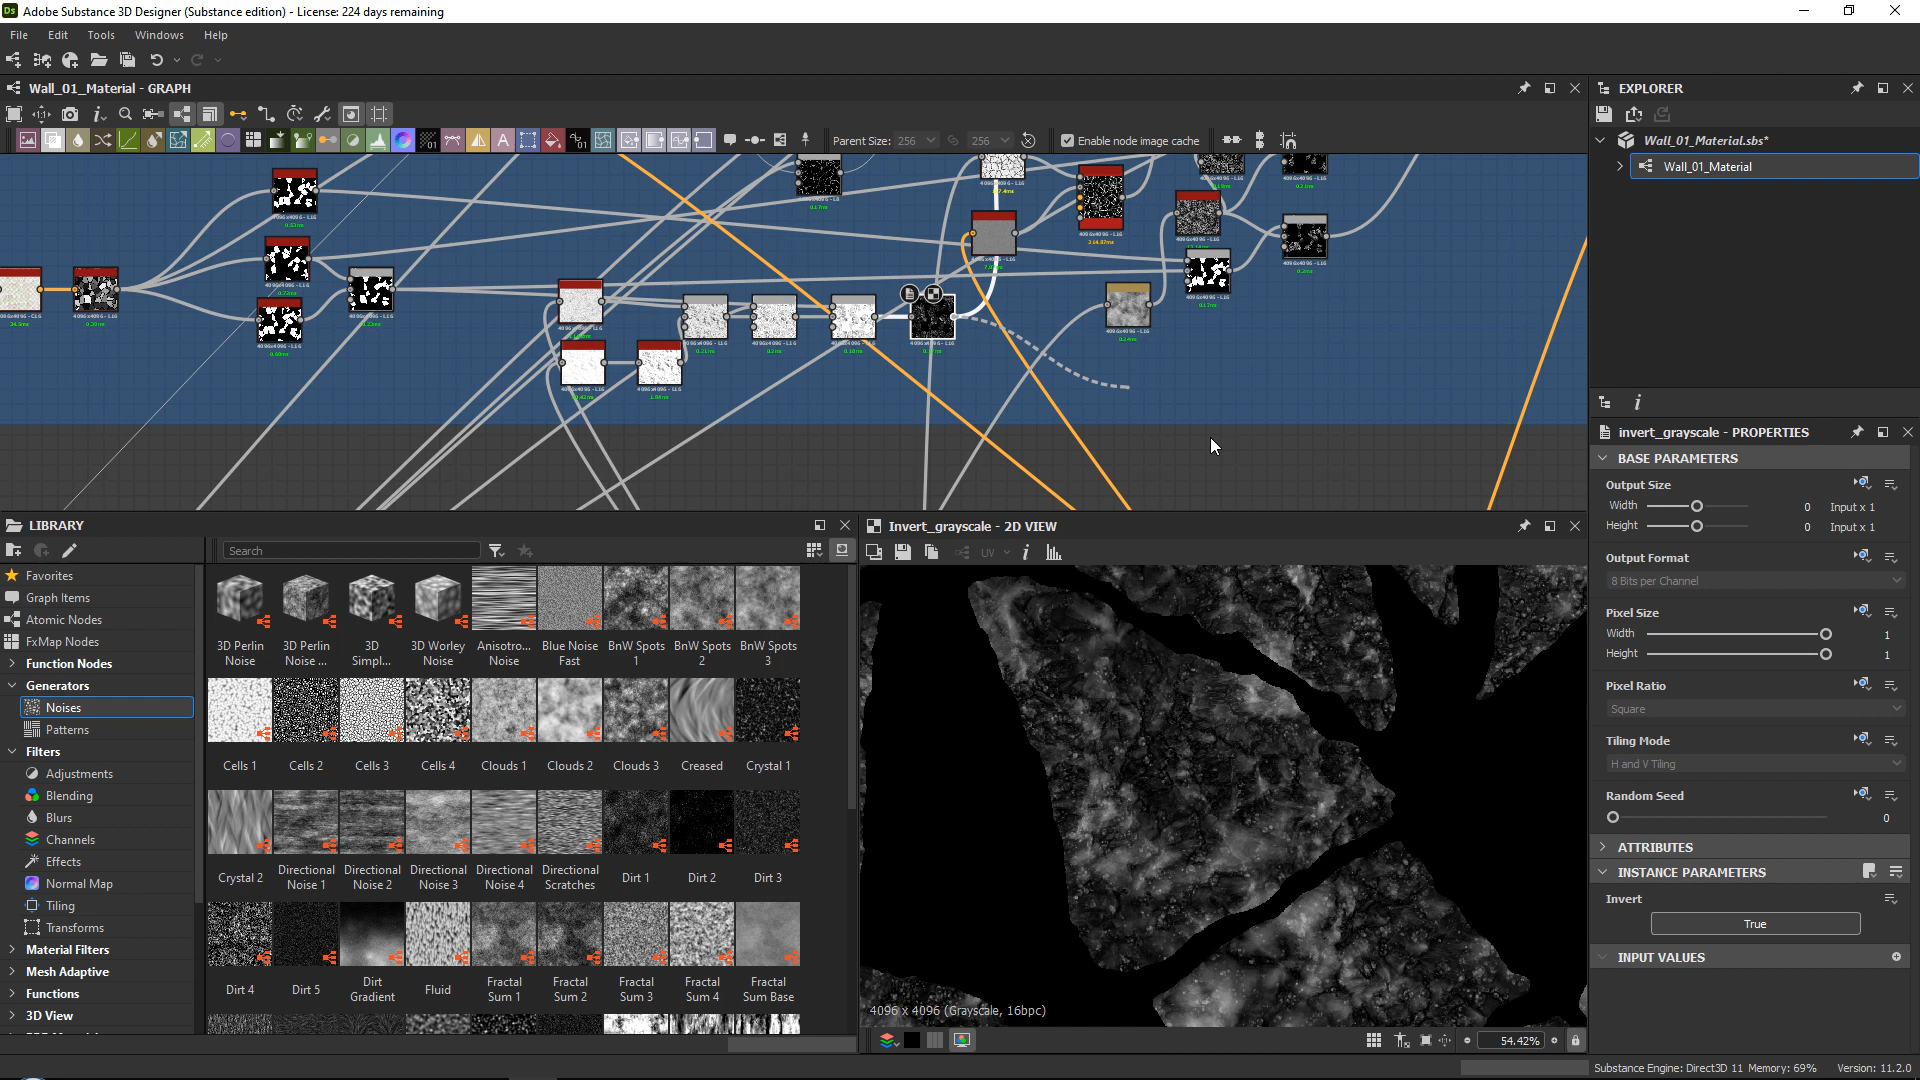 Adobe Substance 3D Designer (Substance edition) - License: 224 days remaining
File Edit Tools Windows Help
Wall_01_Material - GRAPH
Parent Size: 256 256 Enable node image cache
EXPLORER
Wall_01_Material.sbs*
Wall_01_Material
LIBRARY
Search
Favorites
Graph Items
Atomic Nodes
FxMap Nodes
Function Nodes
Generators
Noises
Patterns
Filters
Adjustments
Blending
Blurs
Channels
Effects
Normal Map
Tiling
Transforms
Material Filters
Mesh Adaptive
Functions
3D View
3D Perlin Noise
3D Perlin Noise ...
3D Simpl...
3D Worley Noise
Anisotro... Noise
Blue Noise Fast
BnW Spots 1
BnW Spots 2
BnW Spots 3
Cells 1
Cells 2
Cells 3
Cells 4
Clouds 1
Clouds 2
Clouds 3
Creased
Crystal 1
Crystal 2
Directional Noise 1
Directional Noise 2
Directional Noise 3
Directional Noise 4
Directional Scratches
Dirt 1
Dirt 2
Dirt 3
Dirt 4
Dirt 5
Dirt Gradient
Fluid
Fractal Sum 1
Fractal Sum 2
Fractal Sum 3
Fractal Sum 4
Fractal Sum Base
Invert_grayscale - 2D VIEW
UV
4096 x 4096 (Grayscale, 16bpc)
54.42%
invert_grayscale - PROPERTIES
BASE PARAMETERS
Output Size
Width 0 Input x 1
Height 0 Input x 1
Output Format
8 Bits per Channel
Pixel Size
Width 1
Height 1
Pixel Ratio
Square
Tiling Mode
H and V Tiling
Random Seed
0
ATTRIBUTES
INSTANCE PARAMETERS
Invert
True
INPUT VALUES
Substance Engine: Direct3D 11 Memory: 69% Version: 11.2.0